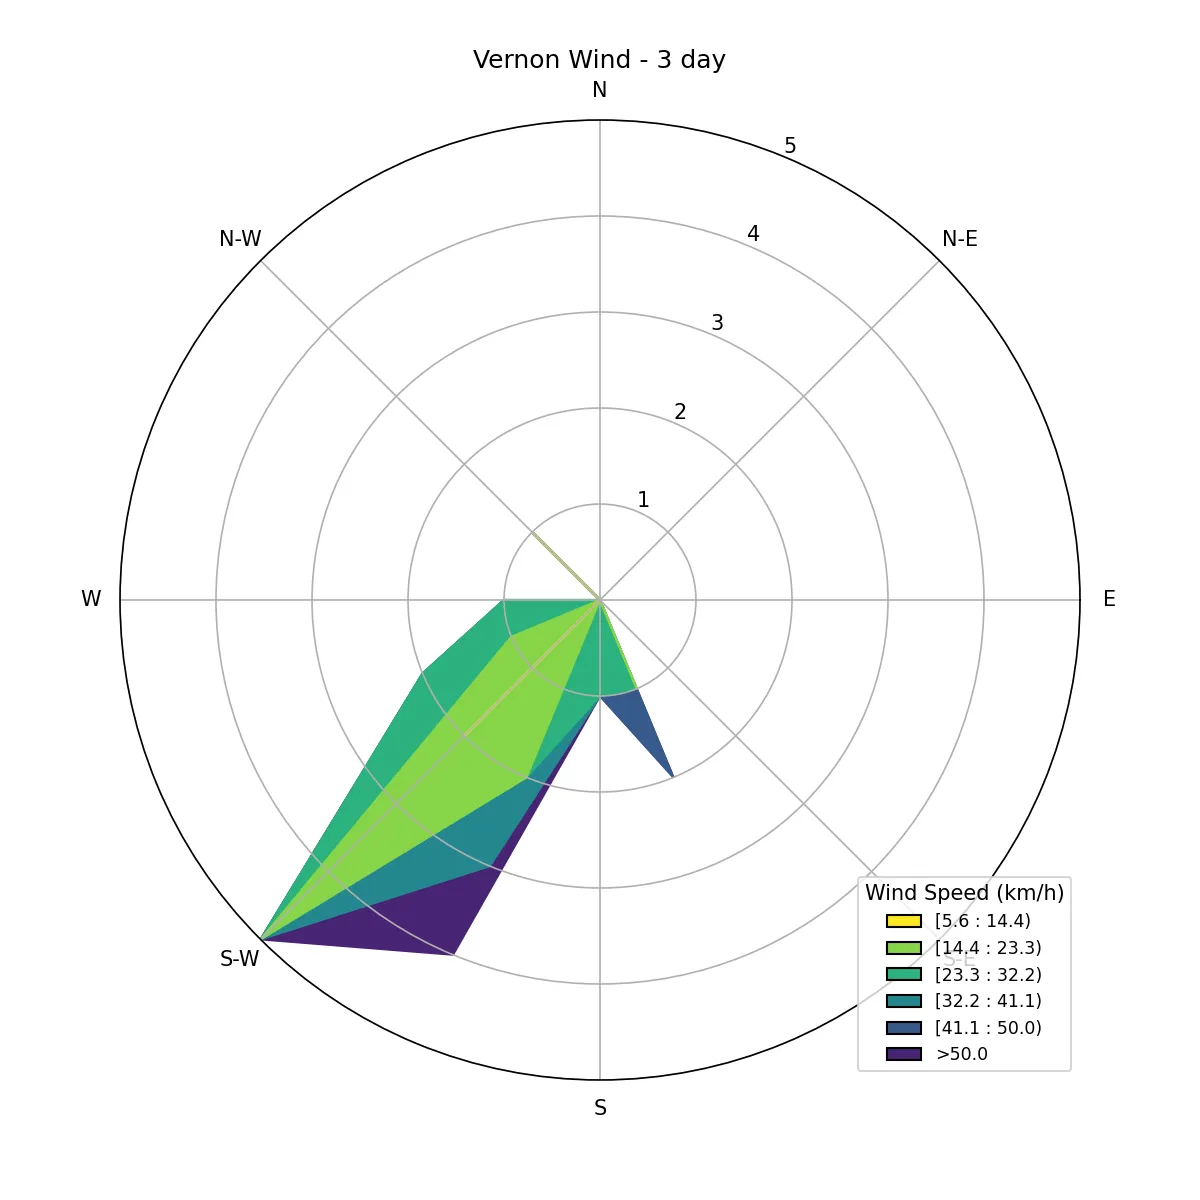 Vernon Wind - 3 day
N
5
N-W
N-E
4
3
2
1
W
E
S-W
S-E
Wind Speed (km/h)
[5.6 : 14.4)
[14.4 : 23.3)
[23.3 : 32.2)
[32.2 : 41.1)
[41.1 : 50.0)
>50.0
S